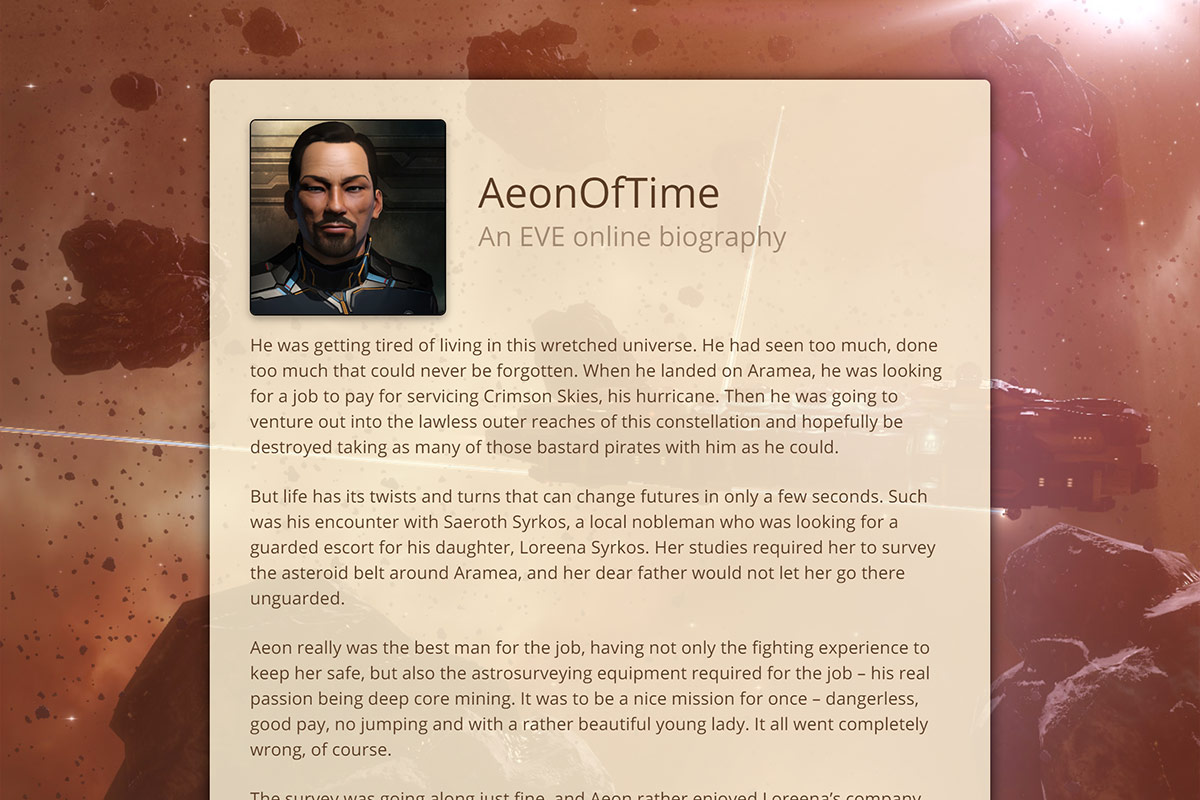 AeonOfTime
An EVE online biography
He was getting tired of living in this wretched universe. He had seen too much, done
too much that could never be forgotten. When he landed on Aramea, he was looking
for a job to pay for servicing Crimson Skies, his hurricane. Then he was going to
venture out into the lawless outer reaches of this constellation and hopefully be
destroyed taking as many of those bastard pirates with him as he could.
But life has its twists and turns that can change futures in only a few seconds. Such
was his encounter with Saeroth Syrkos, a local nobleman who was looking for a
guarded escort for his daughter, Loreena Syrkos. Her studies required her to survey
the asteroid belt around Aramea, and her dear father would not let her go there
unguarded.
Aeon really was the best man for the job, having not only the fighting experience to
keep her safe, but also the astrosurveying equipment required for the job – his real
passion being deep core mining. It was to be a nice mission for once – dangerless,
good pay, no jumping and with a rather beautiful young lady. It all went completely
wrong, of course.
The survey was going along just fine, and Aeon rather enjoyed Loreena's company.